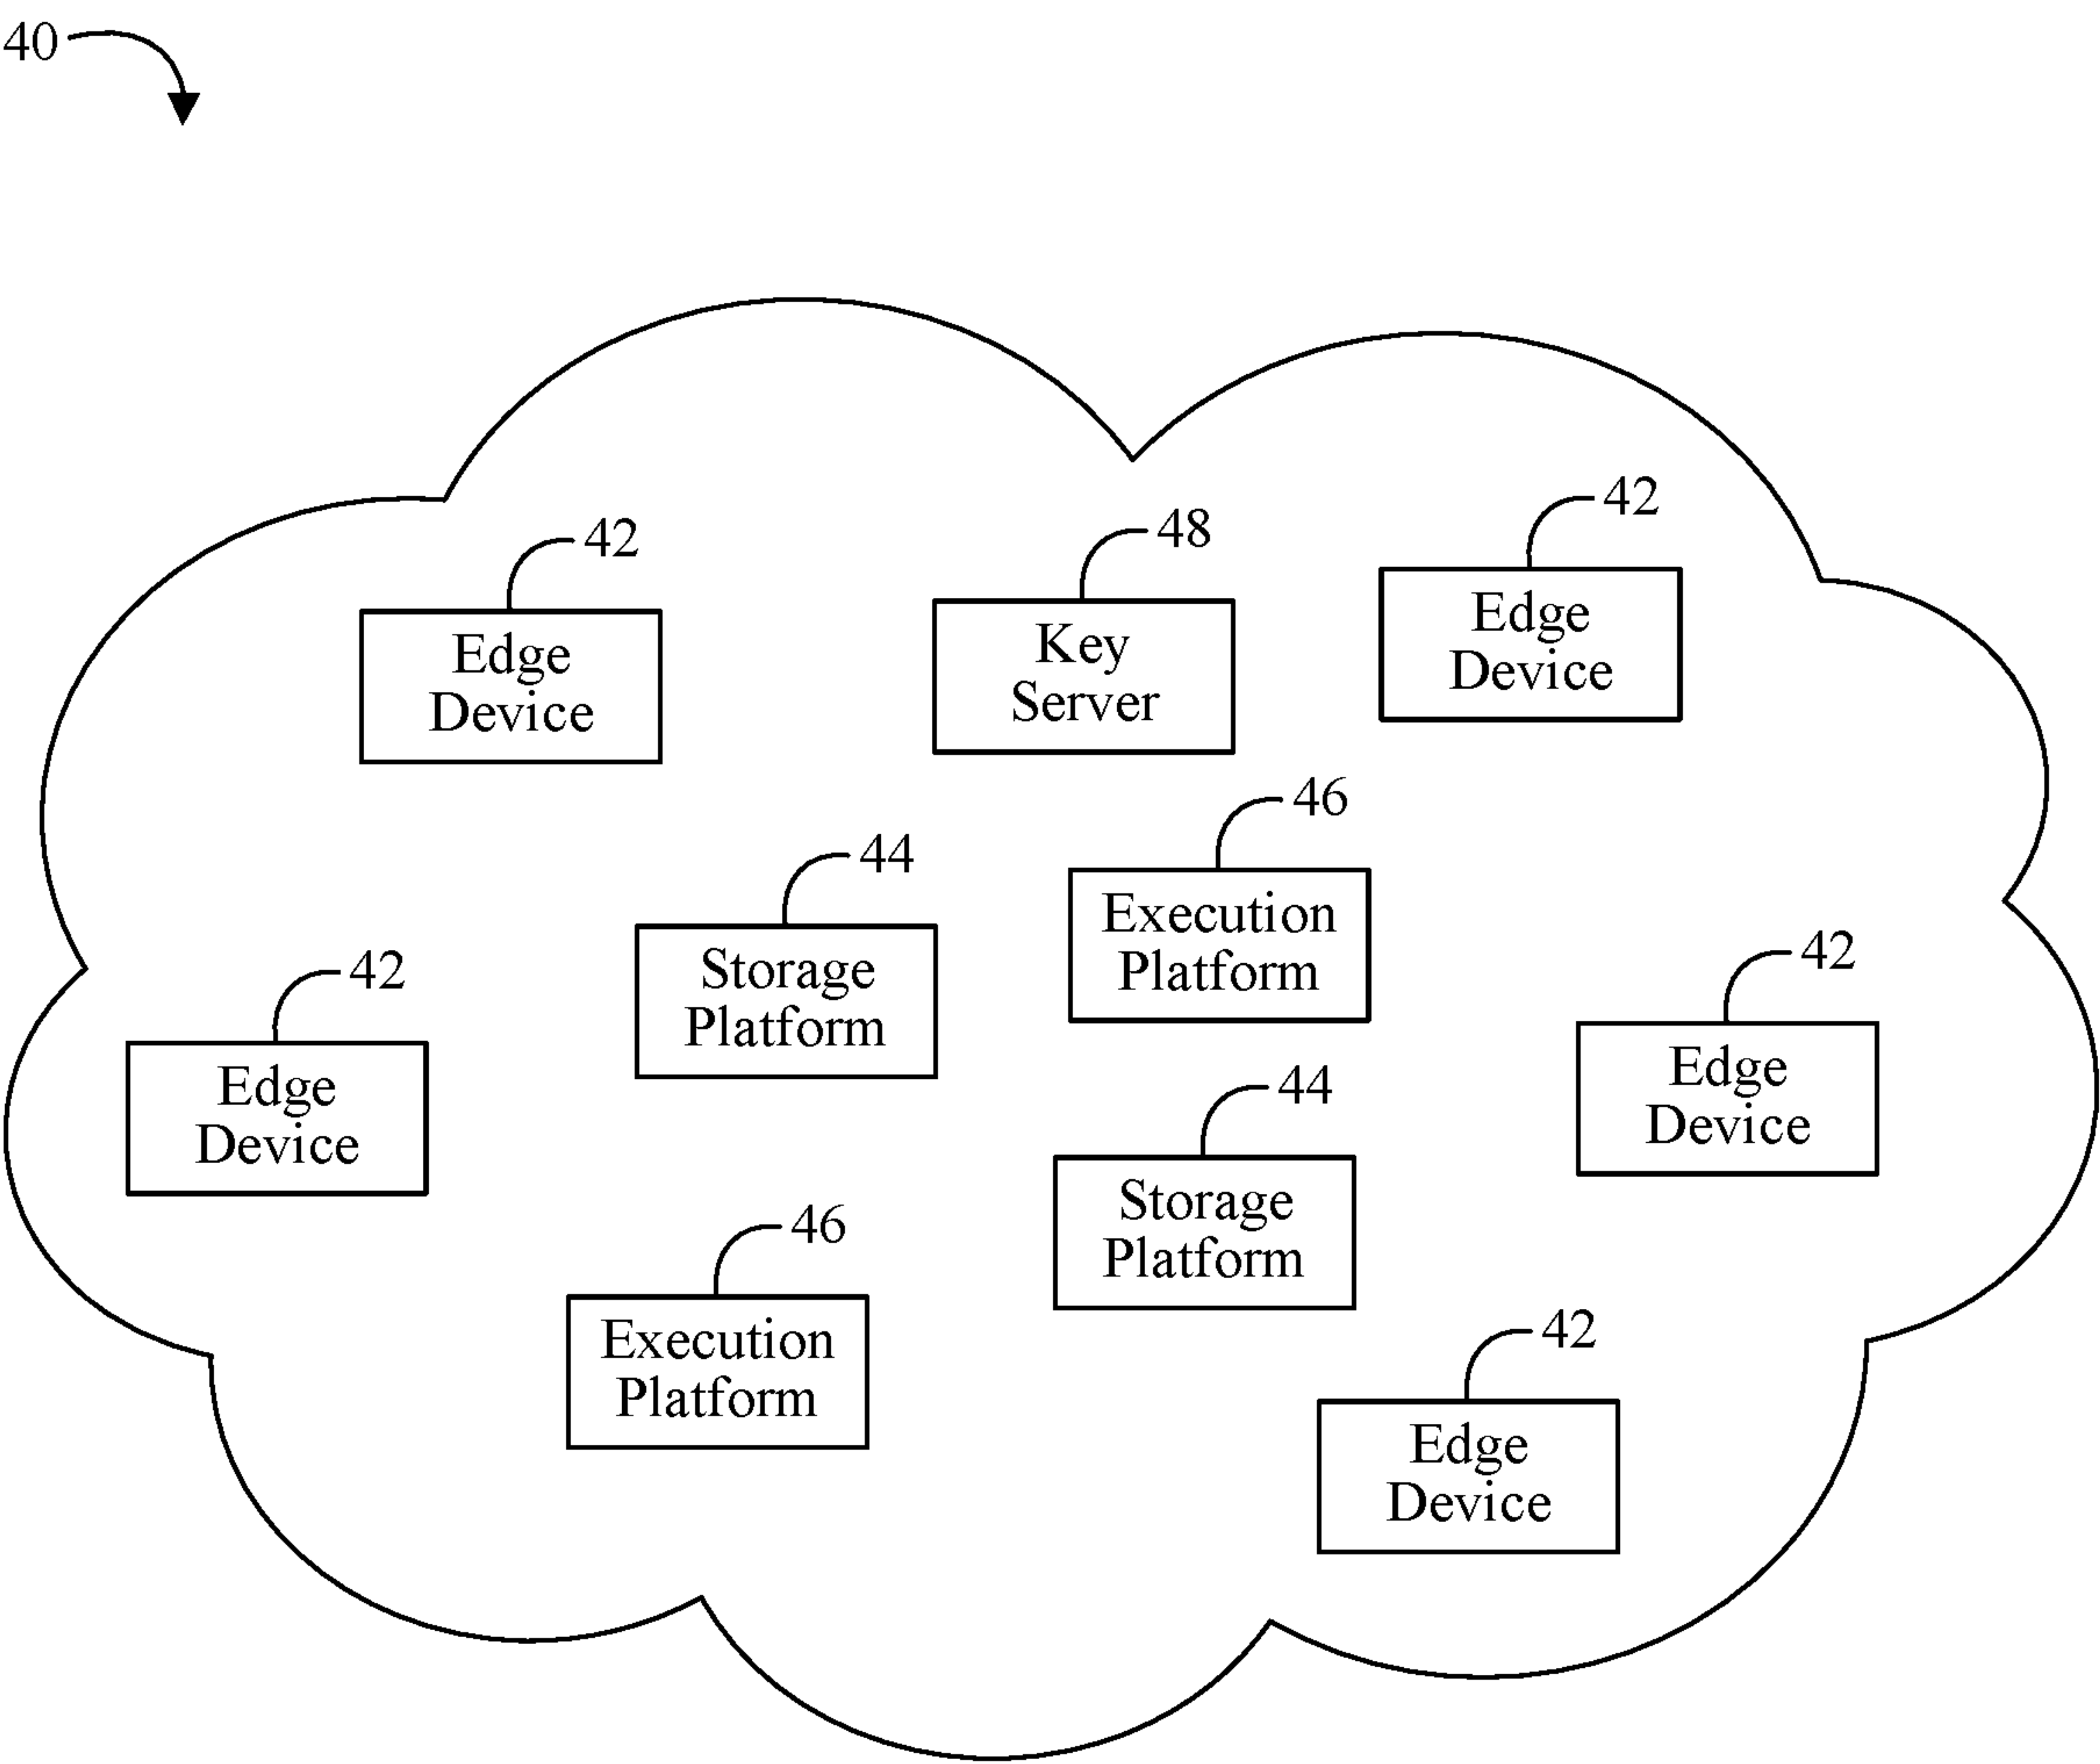 40
42
Edge
Device
48
Key
Server
42
Edge
Device
46
Execution
Platform
44
Storage
Platform
42
Edge
Device
42
Edge
Device
44
Storage
Platform
46
Execution
Platform
42
Edge
Device